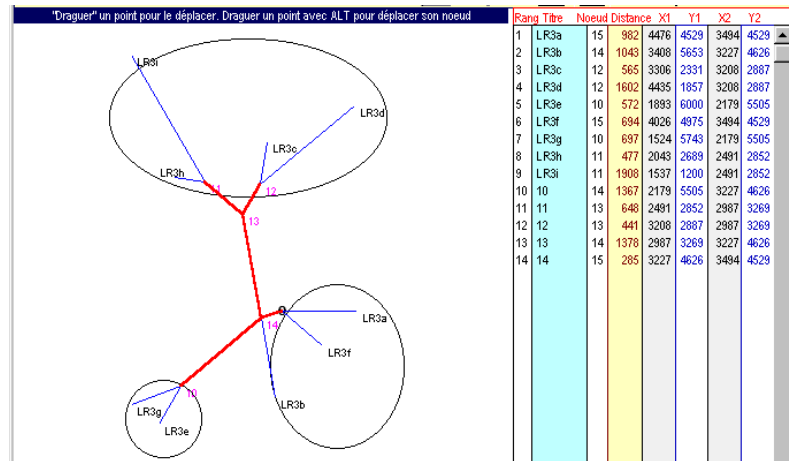 "Draguer" un point pour le déplacer. Draguer un point avec ALT pour déplacer son noeud
Rang Titre Noeud Distance X1 Y1 X2 Y2
1 LR3a 15 982 4476 4529 3494 4529
2 LR3b 14 1043 3408 5653 3227 4626
3 LR3c 12 565 3306 2331 3208 2887
4 LR3d 12 1602 4435 1857 3208 2887
5 LR3e 10 572 1893 6000 2179 5505
6 LR3f 15 694 4026 4975 3494 4529
7 LR3g 10 697 1524 5743 2179 5505
8 LR3h 11 477 2043 2689 2491 2852
9 LR3i 11 1908 1537 1200 2491 2852
10 10 14 1367 2179 5505 3227 4626
11 11 13 648 2491 2852 2987 3269
12 12 13 441 3208 2887 2987 3269
13 13 14 1378 2987 3269 3227 4626
14 14 15 285 3227 4626 3494 4529
LR3i
LR3d
LR3c
LR3h
11
12
13
LR3a
14
LR3f
10
LR3b
LR3g
LR3e